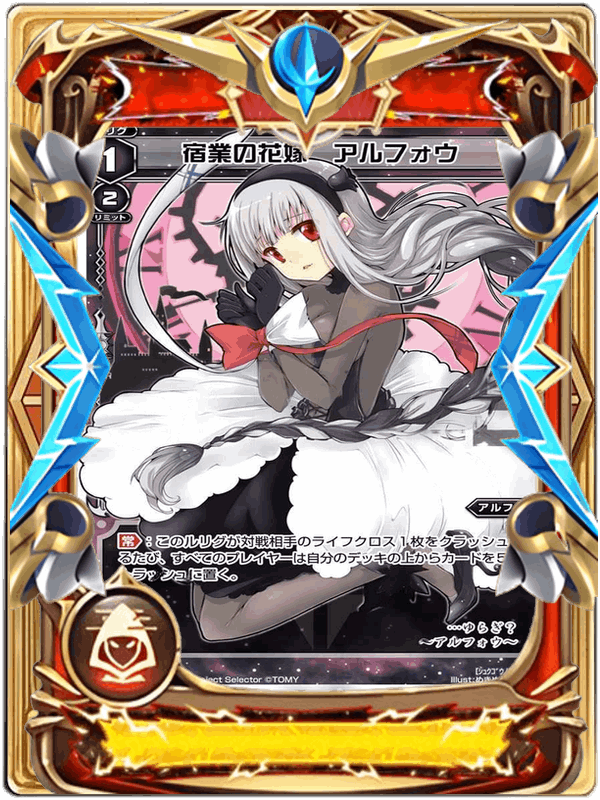 宿業の花嫁 アルフォウ
1
2
リミット
アルフ
常：このルリグが対戦相手のライフクロス１枚をクラッシュ
るたび、すべてのプレイヤーは自分のデッキの上からカードを5
ラッシュに置く。
…ゆらぎ？
～アルフォウ～
elect Selector ©TOMY
Illust: